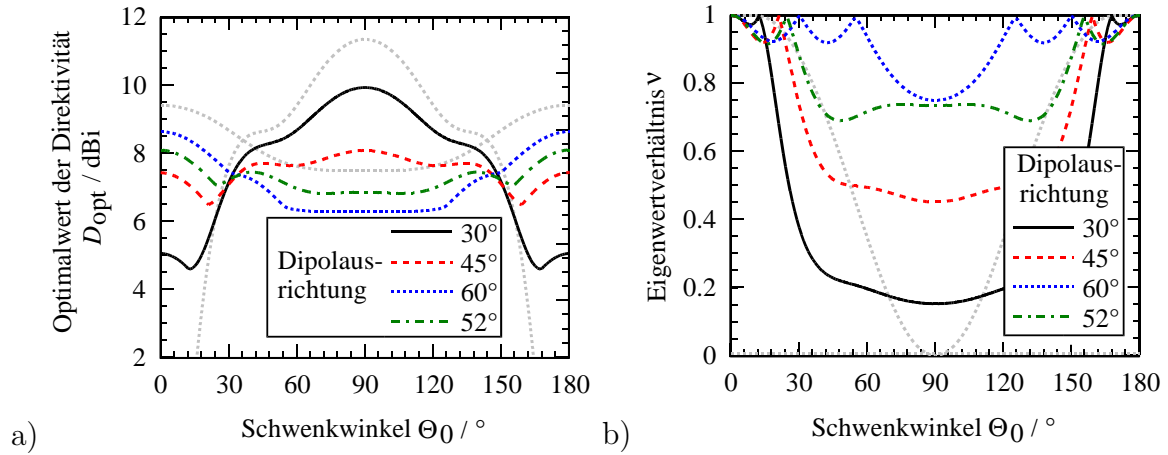 Optimalwert der Direktivität
D_opt / dBi
12
10
8
6
4
2
0 30 60 90 120 150 180
Dipolaus-
richtung
30°
45°
60°
52°
a) Schwenkwinkel Θ0 / °
Eigenwertverhältnis ν
1
0.8
0.6
0.4
0.2
0
0 30 60 90 120 150 180
Dipolaus-
richtung
30°
45°
60°
52°
b) Schwenkwinkel Θ0 / °